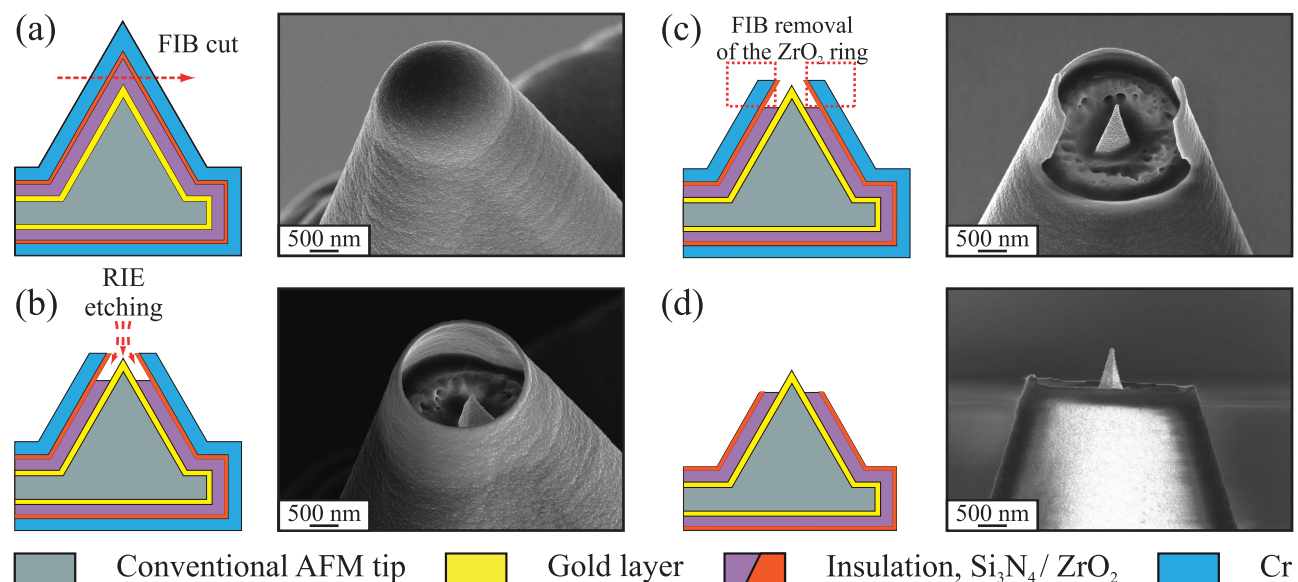 (a)
FIB cut
500 nm
(b)
RIE
etching
500 nm
(c)
FIB removal
of the ZrO₂ ring
500 nm
(d)
500 nm
Conventional AFM tip
Gold layer
Insulation, Si₃N₄ / ZrO₂
Cr